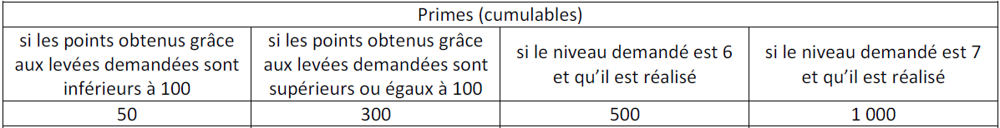 Primes (cumulables)
si les points obtenus grâce
aux levées demandées sont
inférieurs à 100
si les points obtenus grâce
aux levées demandées sont
supérieurs ou égaux à 100
si le niveau demandé est 6
et qu’il est réalisé
si le niveau demandé est 7
et qu’il est réalisé
50
300
500
1 000